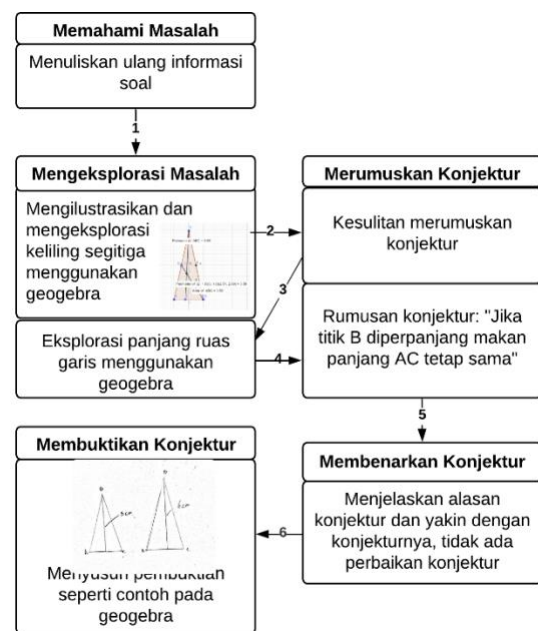 Memahami Masalah
Menuliskan ulang informasi
soal
1
Mengeksplorasi Masalah
Mengilustrasikan dan
mengeksplorasi
keliling segitiga
menggunakan
geogebra
2
Merumuskan Konjektur
Kesulitan merumuskan
konjektur
3
Eksplorasi panjang ruas
garis menggunakan
geogebra
4
Rumusan konjektur: "Jika
titik B diperpanjang makan
panjang AC tetap sama"
5
Membenarkan Konjektur
Menjelaskan alasan
konjektur dan yakin dengan
konjekturnya, tidak ada
perbaikan konjektur
6
Membuktikan Konjektur
Menyusun pembuktian
seperti contoh pada
geogebra